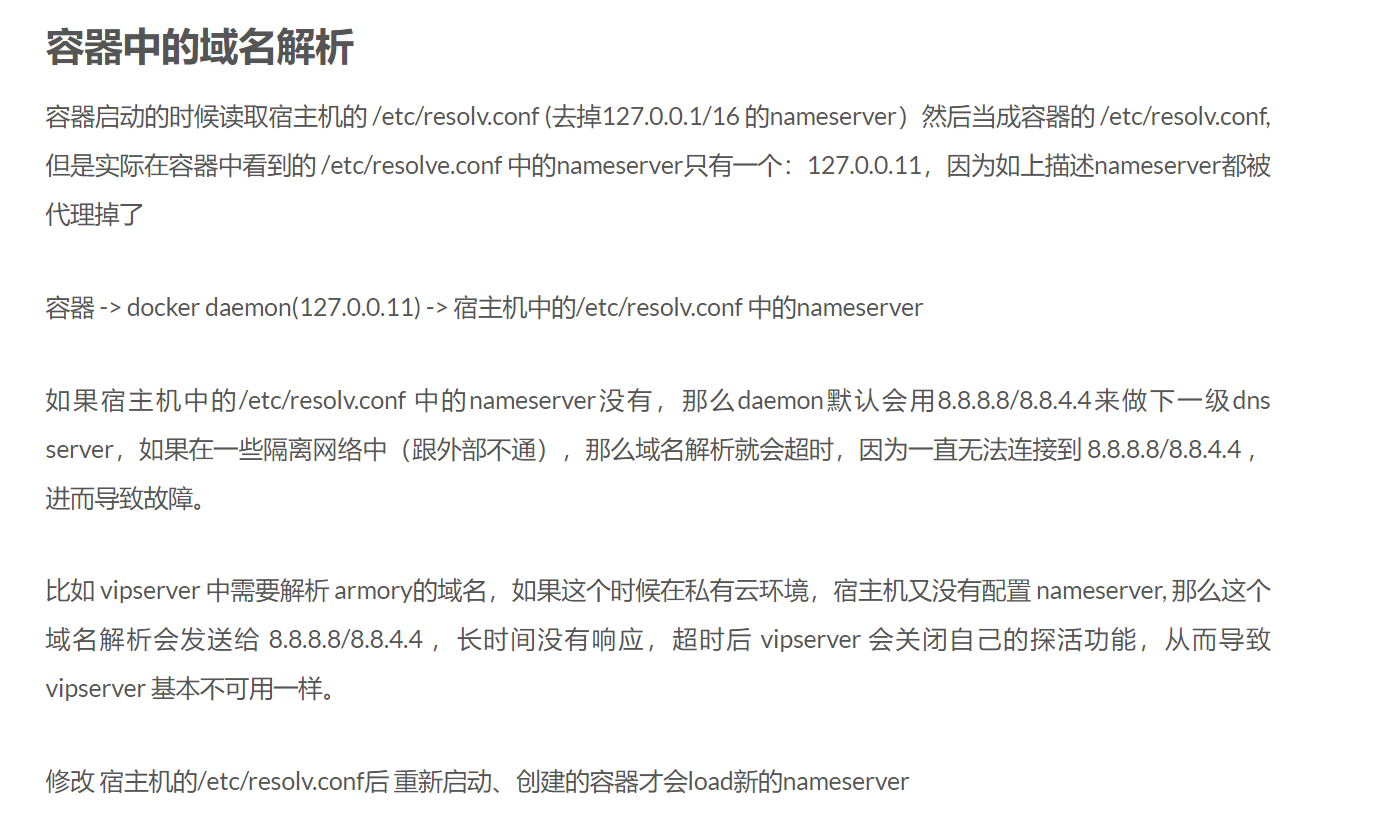 容器中的域名解析
容器启动的时候读取宿主机的 /etc/resolv.conf (去掉127.0.0.1/16 的nameserver）然后当成容器的 /etc/resolv.conf,
但是实际在容器中看到的 /etc/resolve.conf 中的nameserver只有一个：127.0.0.11，因为如上描述nameserver都被
代理掉了
容器 -> docker daemon(127.0.0.11) -> 宿主机中的/etc/resolv.conf 中的nameserver
如果宿主机中的/etc/resolv.conf 中的nameserver没有，那么daemon默认会用8.8.8.8/8.8.4.4来做下一级dns
server，如果在一些隔离网络中（跟外部不通），那么域名解析就会超时，因为一直无法连接到 8.8.8.8/8.8.4.4 ，
进而导致故障。
比如 vipserver 中需要解析 armory的域名，如果这个时候在私有云环境，宿主机又没有配置 nameserver, 那么这个
域名解析会发送给 8.8.8.8/8.8.4.4 ，长时间没有响应，超时后 vipserver 会关闭自己的探活功能，从而导致
vipserver 基本不可用一样。
修改 宿主机的/etc/resolv.conf后 重新启动、创建的容器才会load新的nameserver